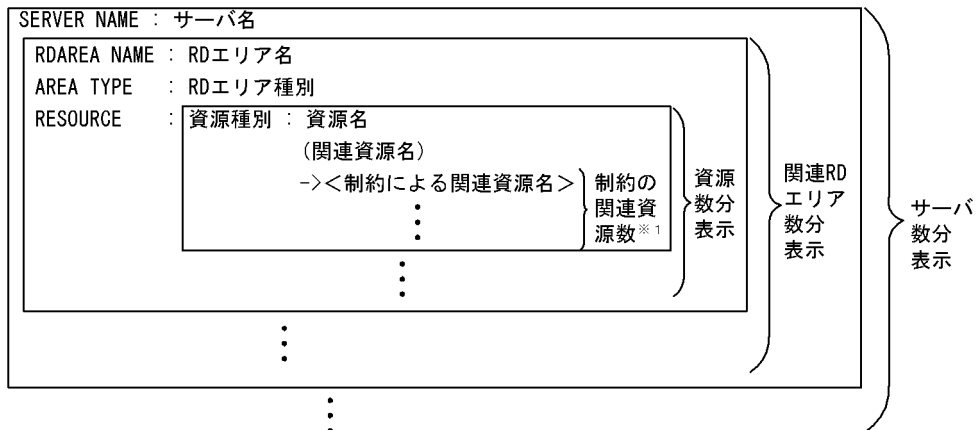 SERVER NAME : サーバ名
RDAREA NAME : RDエリア名
AREA TYPE : RDエリア種別
RESOURCE : 資源種別 : 資源名
(関連資源名)
-><制約による関連資源名>
制約の
関連資
源数※1
資源
数分
表示
関連RD
エリア
数分
表示
サーバ
数分
表示